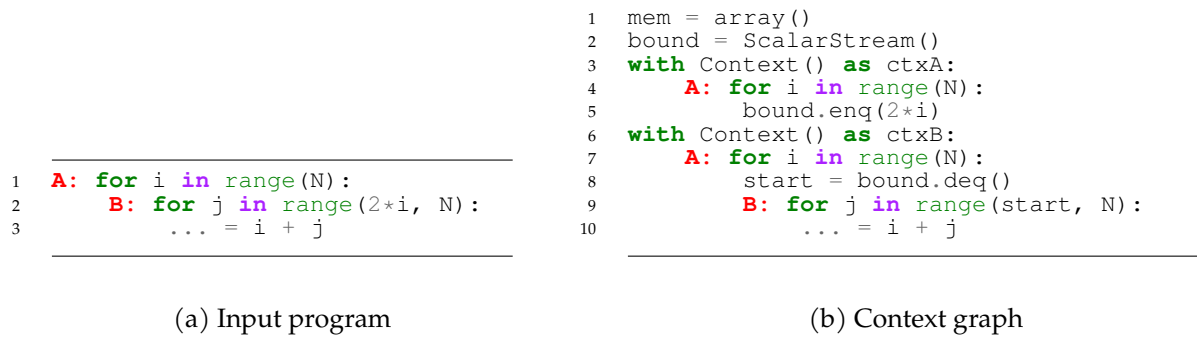 1 A: for i in range(N):
2 B: for j in range(2*i, N):
3 ... = i + j
(a) Input program
1 mem = array()
2 bound = ScalarStream()
3 with Context() as ctxA:
4 A: for i in range(N):
5 bound.enq(2*i)
6 with Context() as ctxB:
7 A: for i in range(N):
8 start = bound.deq()
9 B: for j in range(start, N):
10 ... = i + j
(b) Context graph